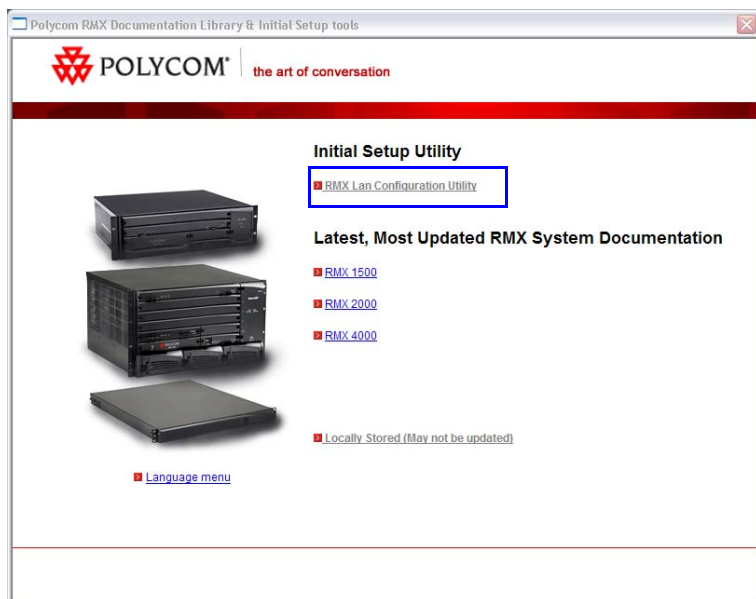 Polycom RMX Documentation Library & Initial Setup tools
POLYCOM®
the art of conversation
Initial Setup Utility
RMX Lan Configuration Utility
Latest, Most Updated RMX System Documentation
RMX 1500
RMX 2000
RMX 4000
Locally Stored (May not be updated)
Language menu